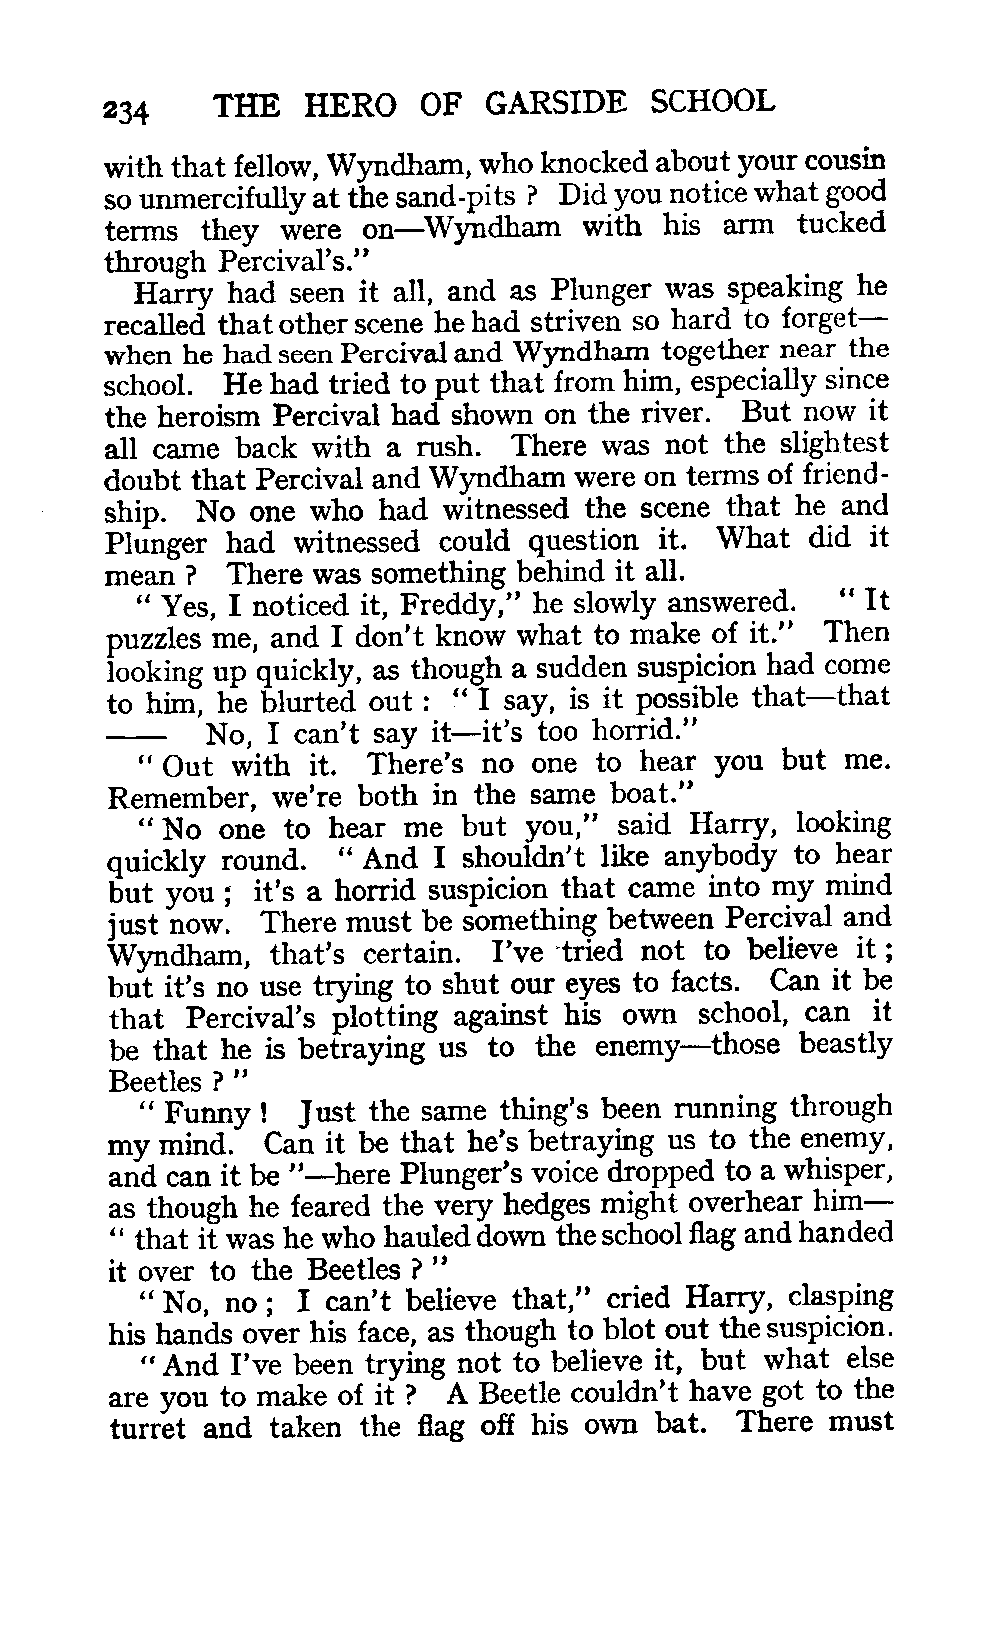 234 THE HERO OF GARSIDE SCHOOL
with that fellow, Wyndham, who knocked about your cousin
so unmercifully at the sand-pits ? Did you notice what good
terms they were on—Wyndham with his arm tucked
through Percival's."
Harry had seen it all, and as Plunger was speaking he
recalled that other scene he had striven so hard to forget—
when he had seen Percival and Wyndham together near the
school. He had tried to put that from him, especially since
the heroism Percival had shown on the river. But now it
all came back with a rush. There was not the slightest
doubt that Percival and Wyndham were on terms of friend-
ship. No one who had witnessed the scene that he and
Plunger had witnessed could question it. What did it
mean ? There was something behind it all.
" Yes, I noticed it, Freddy," he slowly answered. " It
puzzles me, and I don't know what to make of it." Then
looking up quickly, as though a sudden suspicion had come
to him, he blurted out : " I say, is it possible that—that
—— No, I can't say it—it's too horrid."
" Out with it. There's no one to hear you but me.
Remember, we're both in the same boat."
" No one to hear me but you," said Harry, looking
quickly round. " And I shouldn't like anybody to hear
but you ; it's a horrid suspicion that came into my mind
just now. There must be something between Percival and
Wyndham, that's certain. I've tried not to believe it ;
but it's no use trying to shut our eyes to facts. Can it be
that Percival's plotting against his own school, can it
be that he is betraying us to the enemy—those beastly
Beetles ? "
" Funny ! Just the same thing's been running through
my mind. Can it be that he's betraying us to the enemy,
and can it be "—here Plunger's voice dropped to a whisper,
as though he feared the very hedges might overhear him—
" that it was he who hauled down the school flag and handed
it over to the Beetles ? "
" No, no ; I can't believe that," cried Harry, clasping
his hands over his face, as though to blot out the suspicion.
" And I've been trying not to believe it, but what else
are you to make of it ? A Beetle couldn't have got to the
turret and taken the flag off his own bat. There must